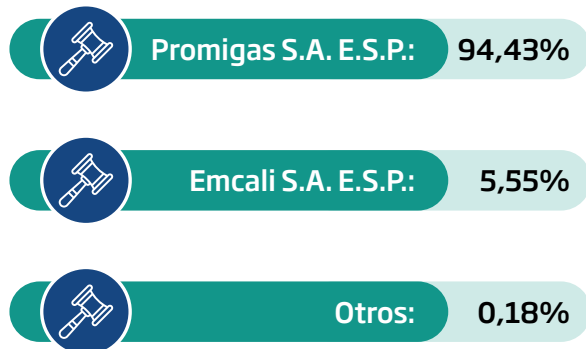 Promigas S.A. E.S.P.: 94,43%
Emcali S.A. E.S.P.: 5,55%
Otros: 0,18%